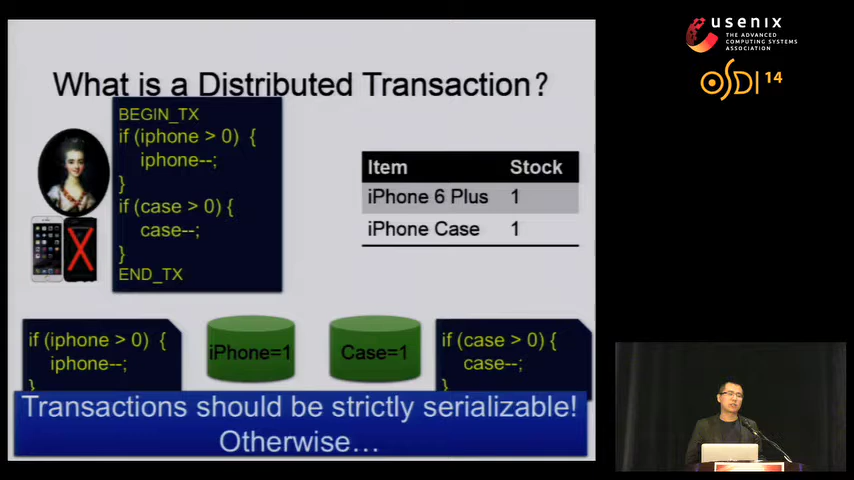 usenix
THE ADVANCED
COMPUTING SYSTEMS
ASSOCIATION
OSDI 14
What is a Distributed Transaction?
BEGIN_TX
if (iphone > 0) {
iphone--;
}
if (case > 0) {
case--;
}
END_TX
Item Stock
iPhone 6 Plus 1
iPhone Case 1
if (iphone > 0) {
iphone--;
}
iPhone=1
Case=1
if (case > 0) {
case--;
}
Transactions should be strictly serializable!
Otherwise…